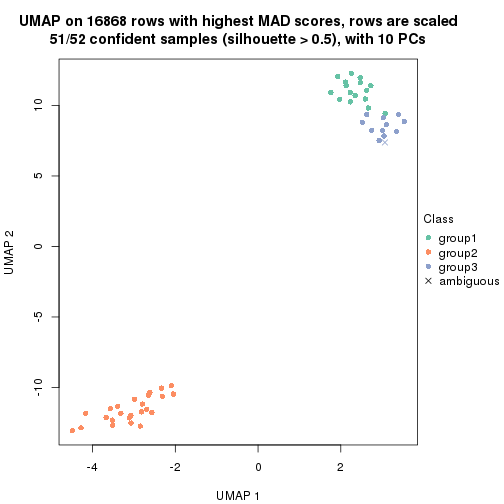 UMAP on 16868 rows with highest MAD scores, rows are scaled
51/52 confident samples (silhouette > 0.5), with 10 PCs
10
5
0
-5
-10
UMAP 2
-4
-2
0
2
UMAP 1
Class
group1
group2
group3
ambiguous